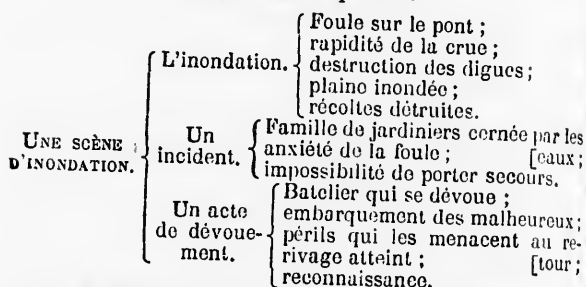 Foule sur le pont ;
rapidité de la crue ;
L'inondation. destruction des digues ;
plaine inondée ;
récoltes détruites.
UNE SCÈNE D'INONDATION.
Un incident.
Famille de jardiniers cernée par les [eaux ;
anxiété de la foule ;
impossibilité de porter secours.
Un acte de dévoue-
ment.
Batelier qui se dévoue ;
embarquement des malheureux ;
périls qui les menacent au re- [tour ;
rivage atteint ;
reconnaissance.